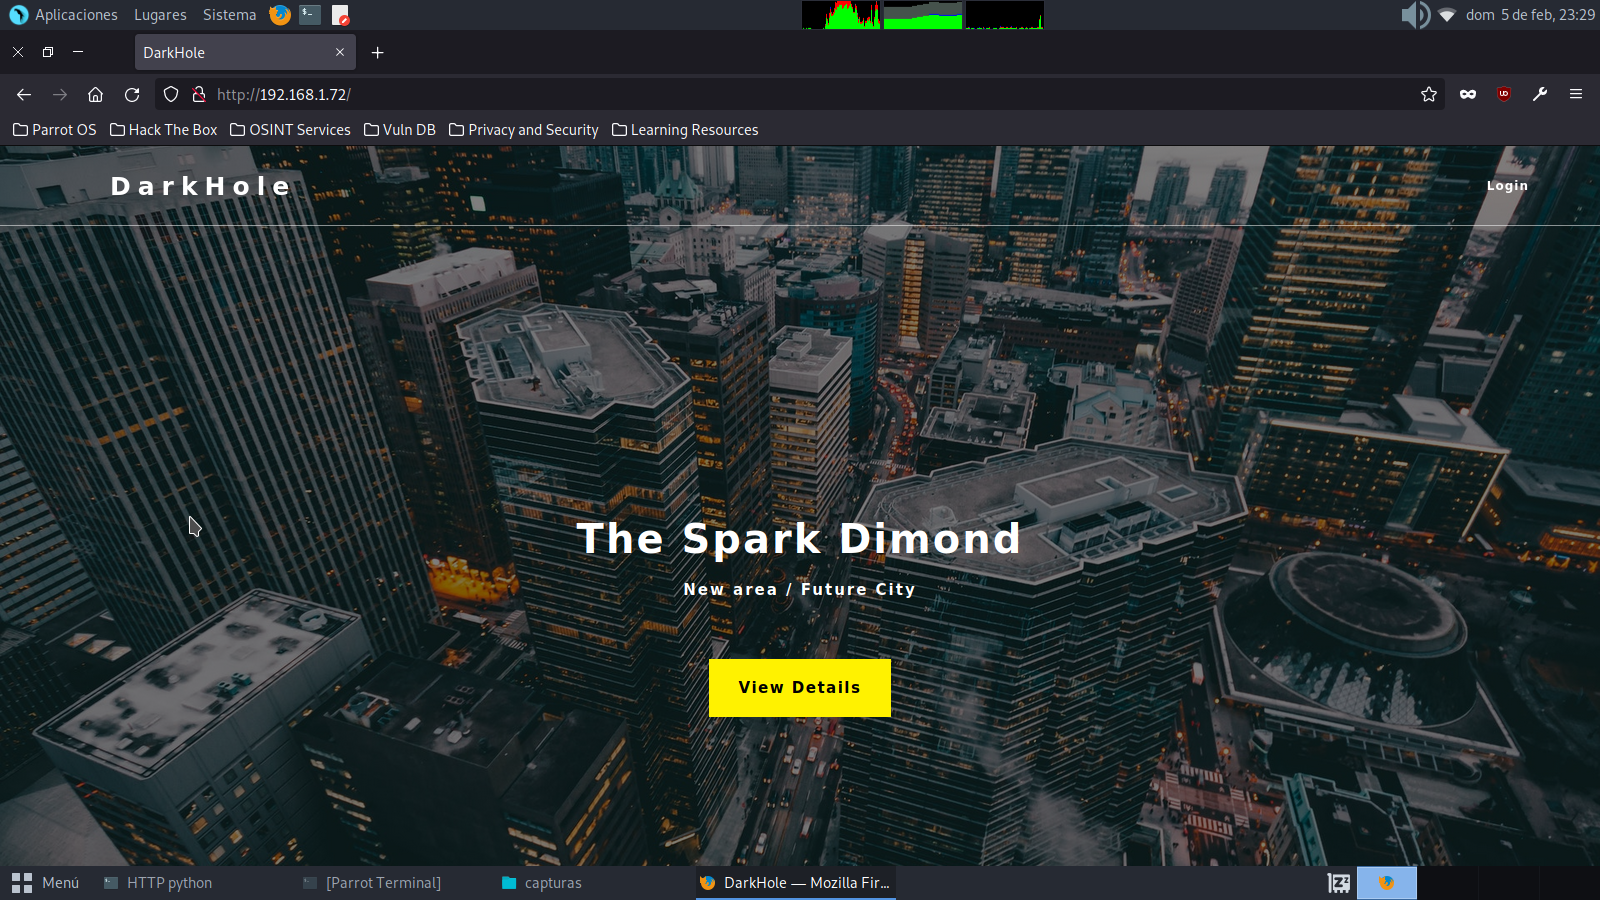 Aplicaciones Lugares Sistema dom 5 de feb, 23:29
DarkHole
http://192.168.1.72/
Parrot OS Hack The Box OSINT Services Vuln DB Privacy and Security Learning Resources
DarkHole Login
The Spark Dimond
New area / Future City
View Details
Menú HTTP python [Parrot Terminal] capturas DarkHole — Mozilla Fir...